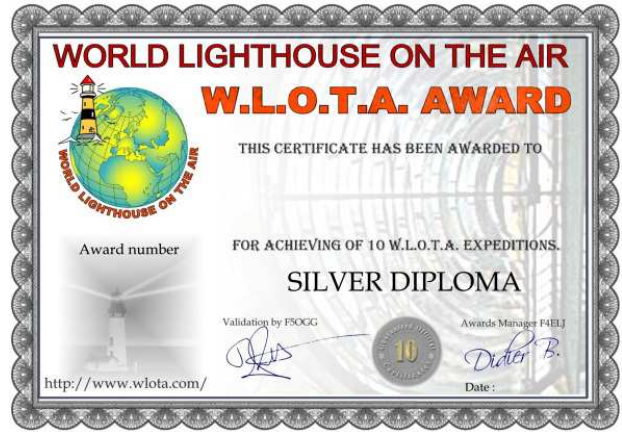 WORLD LIGHTHOUSE ON THE AIR
W.L.O.T.A. AWARD
WORLD LIGHTHOUSE ON THE AIR
THIS CERTIFICATE HAS BEEN AWARDED TO
Award number
FOR ACHIEVING OF 10 W.L.O.T.A. EXPEDITIONS.
SILVER DIPLOMA
Validation by F5OGG
Awards Manager F4ELJ
10
Didier B.
http://www.wlota.com/
Date :